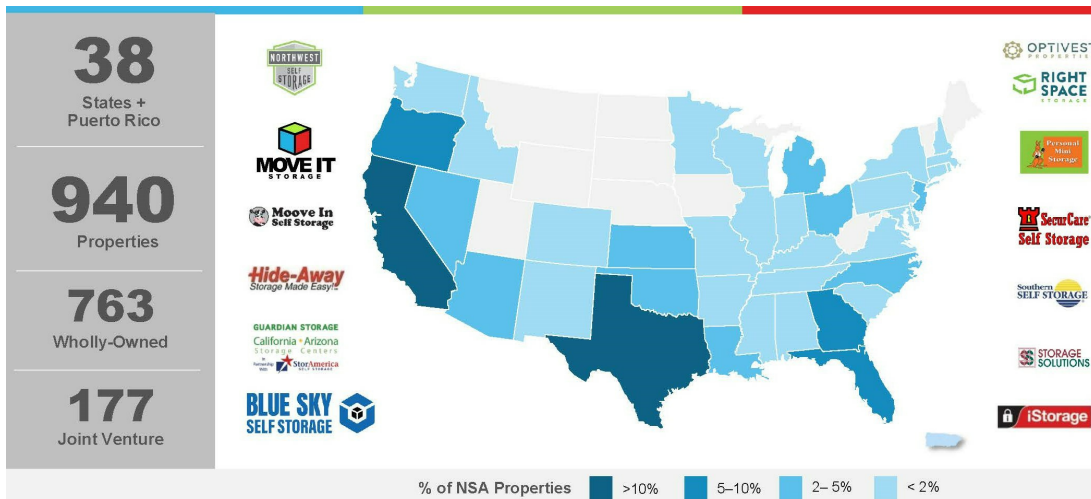 38
States +
Puerto Rico
940
Properties
763
Wholly-Owned
177
Joint Venture
NORTHWEST
SELF
STORAGE
MOVE IT
STORAGE
Moove In
Self Storage
Hide-Away
Storage Made Easy!
GUARDIAN STORAGE
California • Arizona
Storage Centers
StorAmerica
SELF STORAGE
BLUE SKY
SELF STORAGE
OPTIVEST
PROPERTIES
RIGHT
SPACE
STORAGE
Personal
Mini
Storage
SecurCare
Self Storage
Southern
SELF STORAGE
STORAGE
SOLUTIONS
iStorage
% of NSA Properties
>10%
5–10%
2– 5%
< 2%